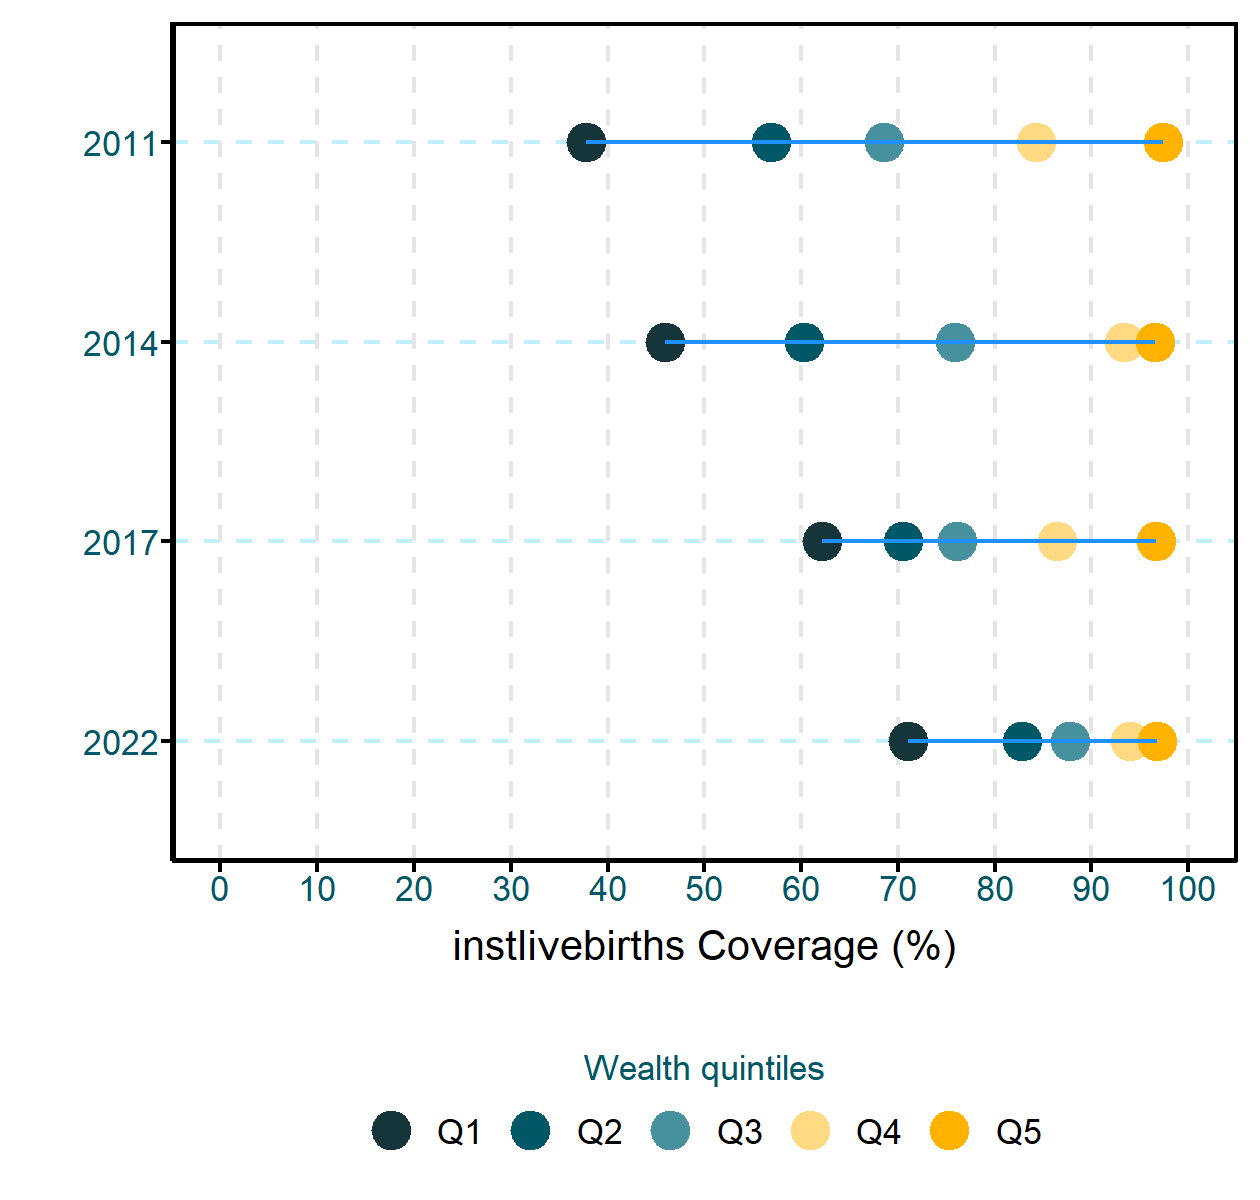 2011
2014
2017
2022
0 10 20 30 40 50 60 70 80 90 100
instlivebirths Coverage (%)
Wealth quintiles
Q1 Q2 Q3 Q4 Q5